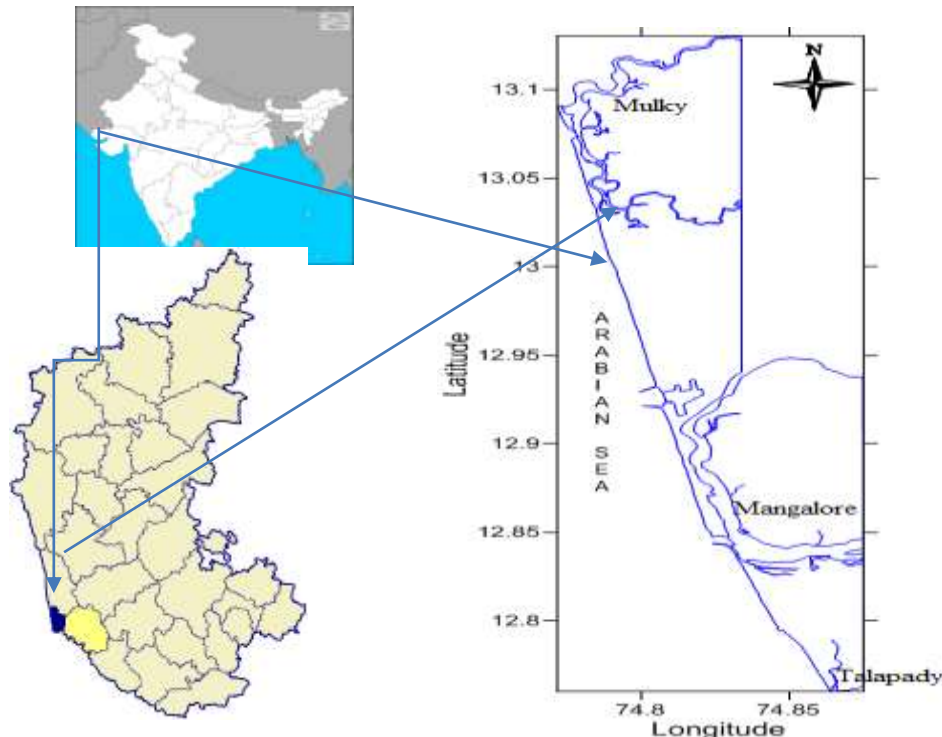 N
13.1
Mulky
13.05
13
12.95
12.9
12.85
12.8
Latitude
ARABIAN SEA
Mangalore
Talapady
74.8
74.85
Longitude